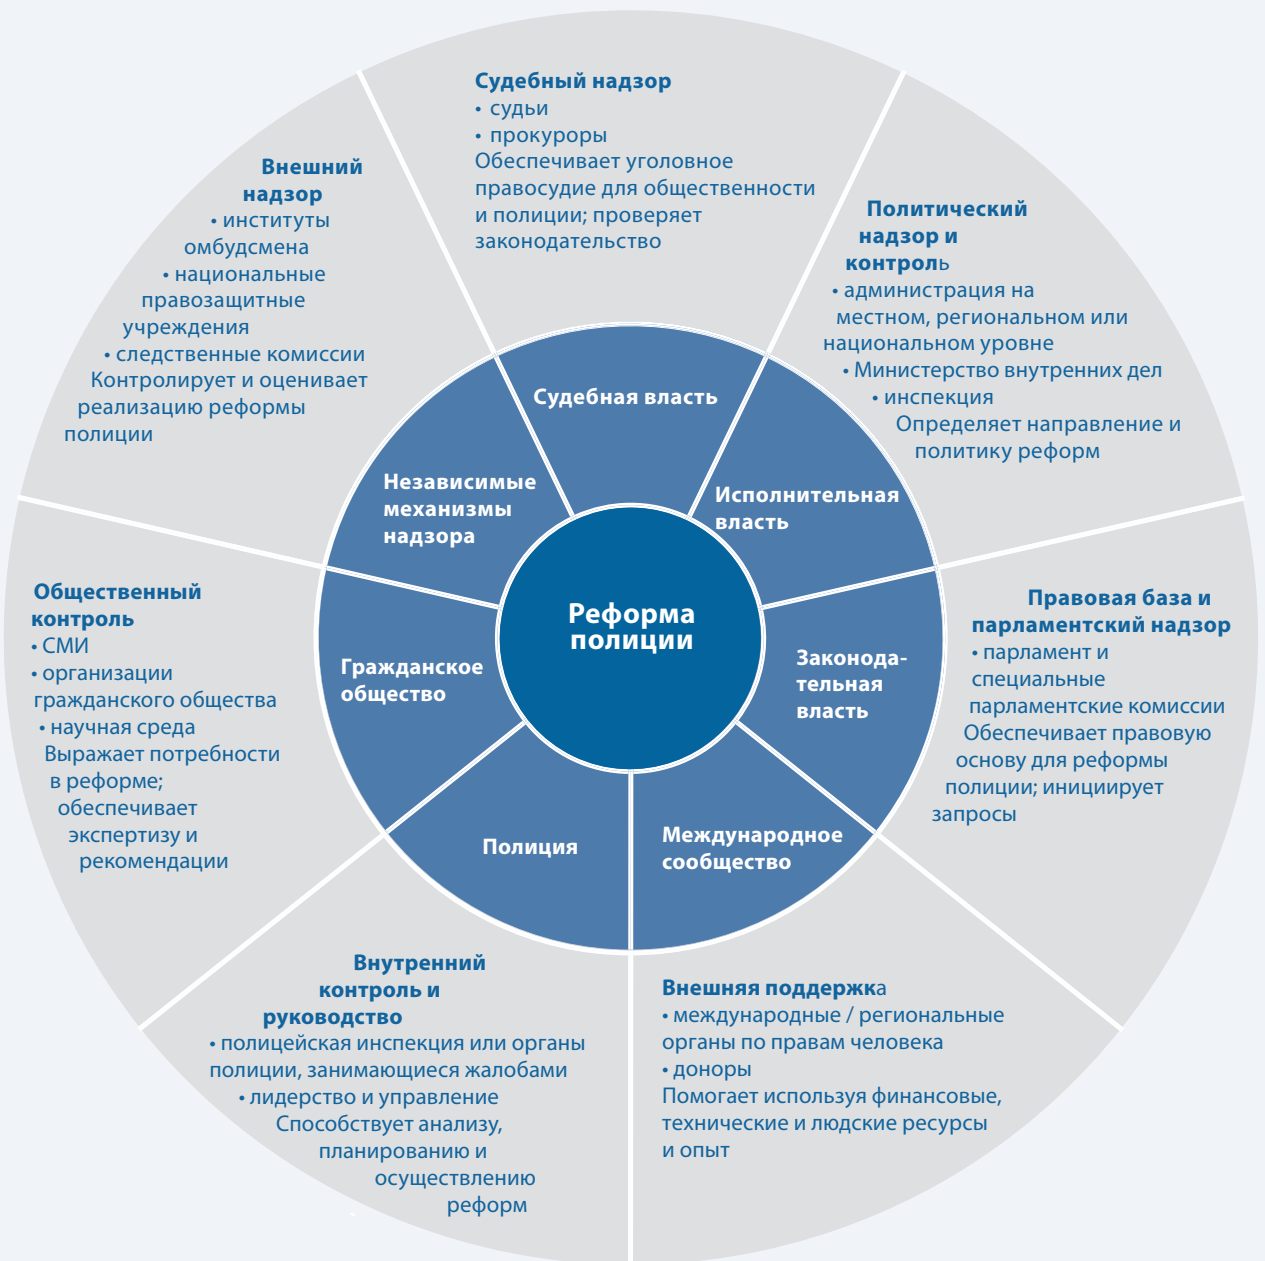 Судебный надзор
• судьи
• прокуроры
Обеспечивает уголовное
правосудие для общественности
и полиции; проверяет
законодательство
Политический
надзор и
контроль
• администрация на
местном, региональном или
национальном уровне
• Министерство внутренних дел
• инспекция
Определяет направление и
политику реформ
Правовая база и
парламентский надзор
• парламент и
специальные
парламентские комиссии
Обеспечивает правовую
основу для реформы
полиции; инициирует
запросы
Внешняя поддержка
• международные / региональные
органы по правам человека
• доноры
Помогает используя финансовые,
технические и людские ресурсы
и опыт
Внутренний
контроль и
руководство
• полицейская инспекция или органы
полиции, занимающиеся жалобами
• лидерство и управление
Способствует анализу,
планированию и
осуществлению
реформ
Общественный
контроль
• СМИ
• организации
гражданского общества
• научная среда
Выражает потребности
в реформе;
обеспечивает
экспертизу и
рекомендации
Внешний
надзор
• институты
омбудсмена
• национальные
правозащитные
учреждения
• следственные комиссии
Контролирует и оценивает
реализацию реформы
полиции
Судебная власть
Исполнительная
власть
Законода-
тельная
власть
Международное
сообщество
Полиция
Гражданское
общество
Независимые
механизмы
надзора
Реформа
полиции